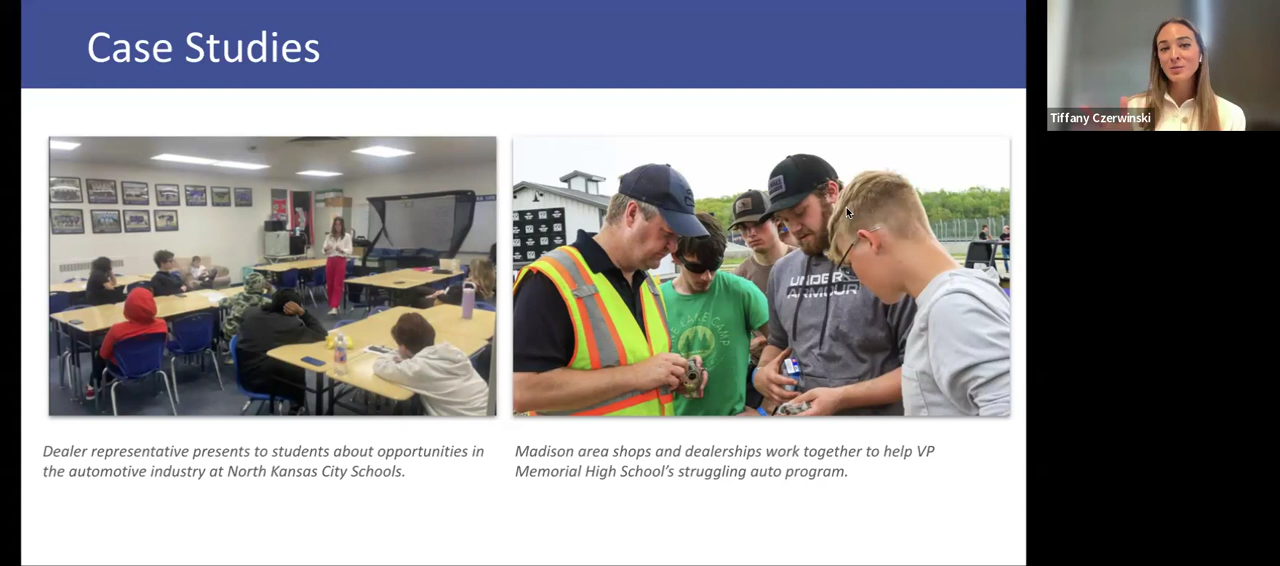 Case Studies
Tiffany Czerwinski
UNDER
ARMOUR
LAKE CAMP
Dealer representative presents to students about opportunities in
the automotive industry at North Kansas City Schools.
Madison area shops and dealerships work together to help VP
Memorial High School’s struggling auto program.